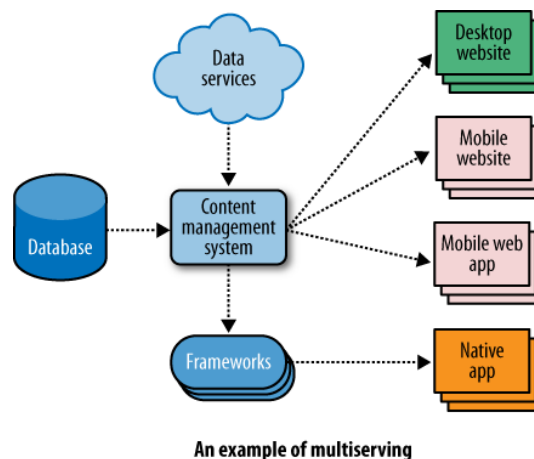 Data
services
Desktop
website
Mobile
website
Database
Content
management
system
Mobile web
app
Frameworks
Native
app
An example of multiserving